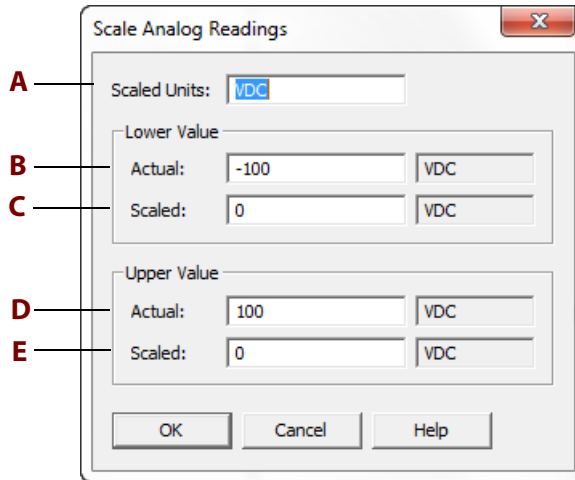 Scale Analog Readings
A Scaled Units: VDC
Lower Value
B Actual: -100 VDC
C Scaled: 0 VDC
Upper Value
D Actual: 100 VDC
E Scaled: 0 VDC
OK Cancel Help